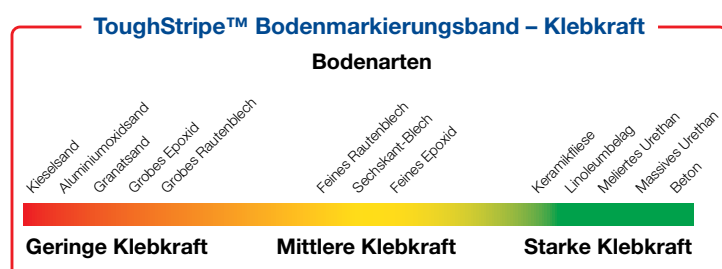 ToughStripe™ Bodenmarkierungsband – Klebkraft
Bodenarten
Kieselsand
Aluminiumoxidsand
Granatsand
Grobes Epoxid
Grobes Rautenblech
Feines Rautenblech
Sechskant-Blech
Feines Epoxid
Keramikfliese
Linoleumbelag
Meliertes Urethan
Massives Urethan
Beton
Geringe Klebkraft
Mittlere Klebkraft
Starke Klebkraft